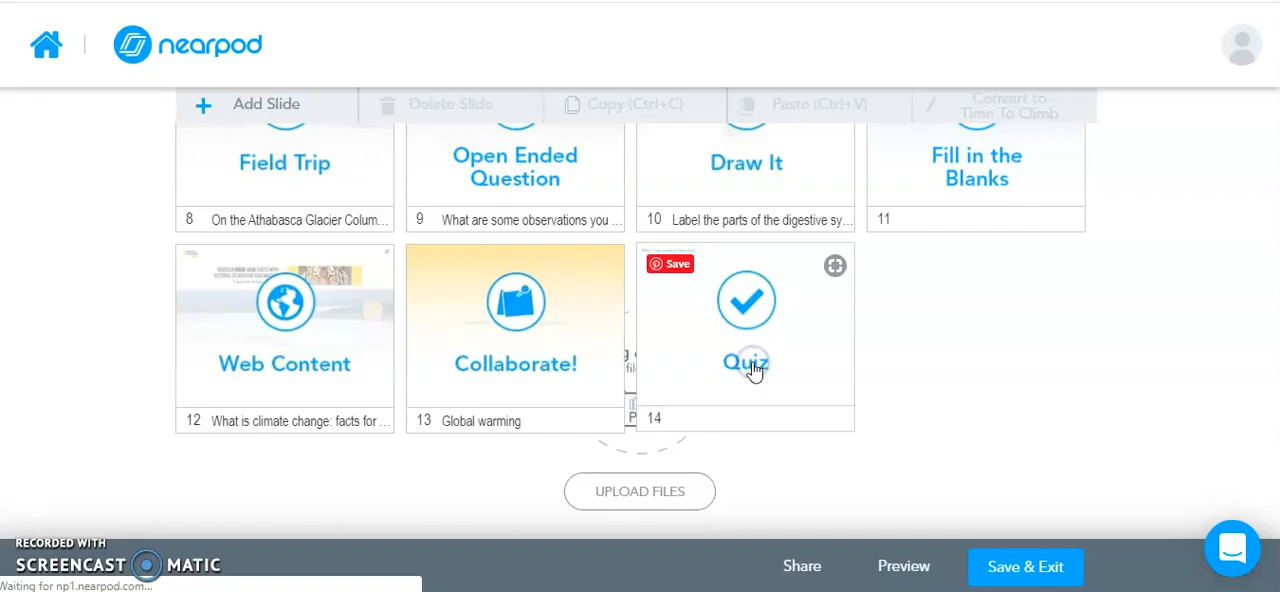 nearpod
Add Slide
Delete Slide
Copy (Ctrl+C)
Paste (Ctrl+V)
Convert to
Time To Climb
Field Trip
Open Ended
Question
Draw It
Fill in the
Blanks
8 On the Athabasca Glacier Colum...
9 What are some observations you ...
10 Label the parts of the digestive sy...
11
Save
Web Content
Collaborate!
Quiz
12 What is climate change: facts for ...
13 Global warming
14
UPLOAD FILES
RECORDED WITH
SCREENCAST MATIC
Share
Preview
Save & Exit
Waiting for np1.nearpod.com...